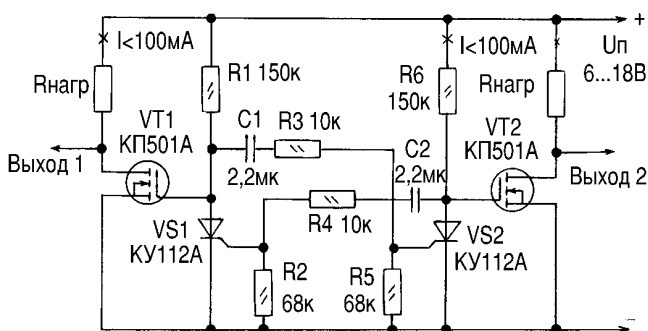 +
I<100мА
I<100мА
Uп
6...18В
R1 150к
R6
150к
Rнагр
Rнагр
VT1
КП501А
C1
2,2мк
R3 10к
C2
2,2мк
VT2
КП501А
Выход 1
Выход 2
R4 10к
VS1
КУ112А
VS2
КУ112А
R2
68к
R5
68к
–